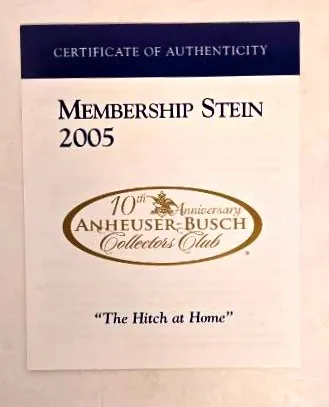 CERTIFICATE OF AUTHENTICITY
MEMBERSHIP STEIN
2005
10th Anniversary
ANHEUSER-BUSCH
Collectors Club
"The Hitch at Home"